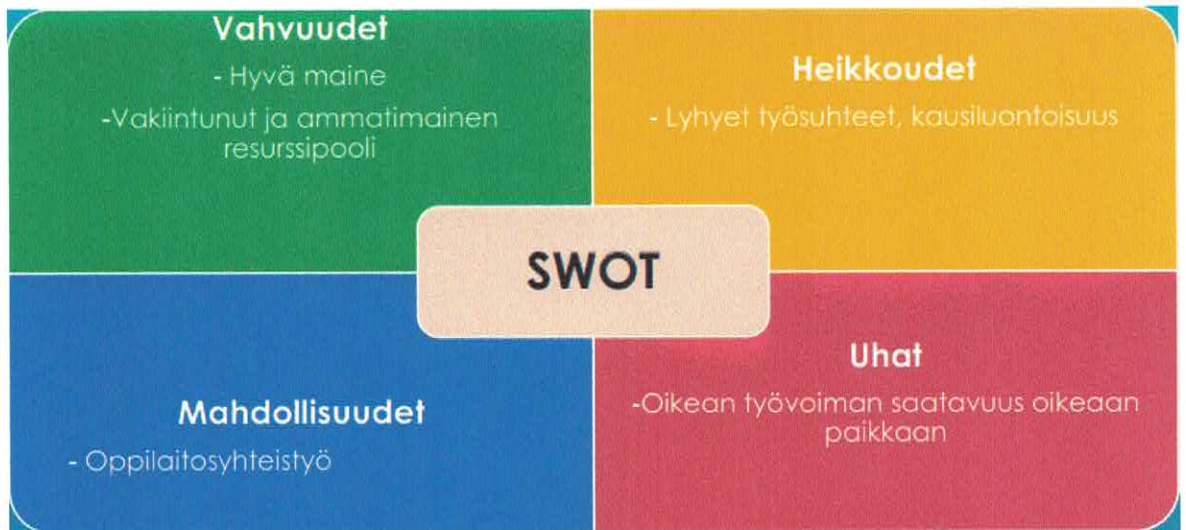 Vahvuudet
- Hyvä maine
-Vakiintunut ja ammatimainen
resurssipooli
Heikkoudet
- Lyhyet työsuhteet, kausiluontoisuus
SWOT
Mahdollisuudet
- Oppilaitosyhteistyö
Uhat
-Oikean työvoiman saatavuus oikeaan
paikkaan